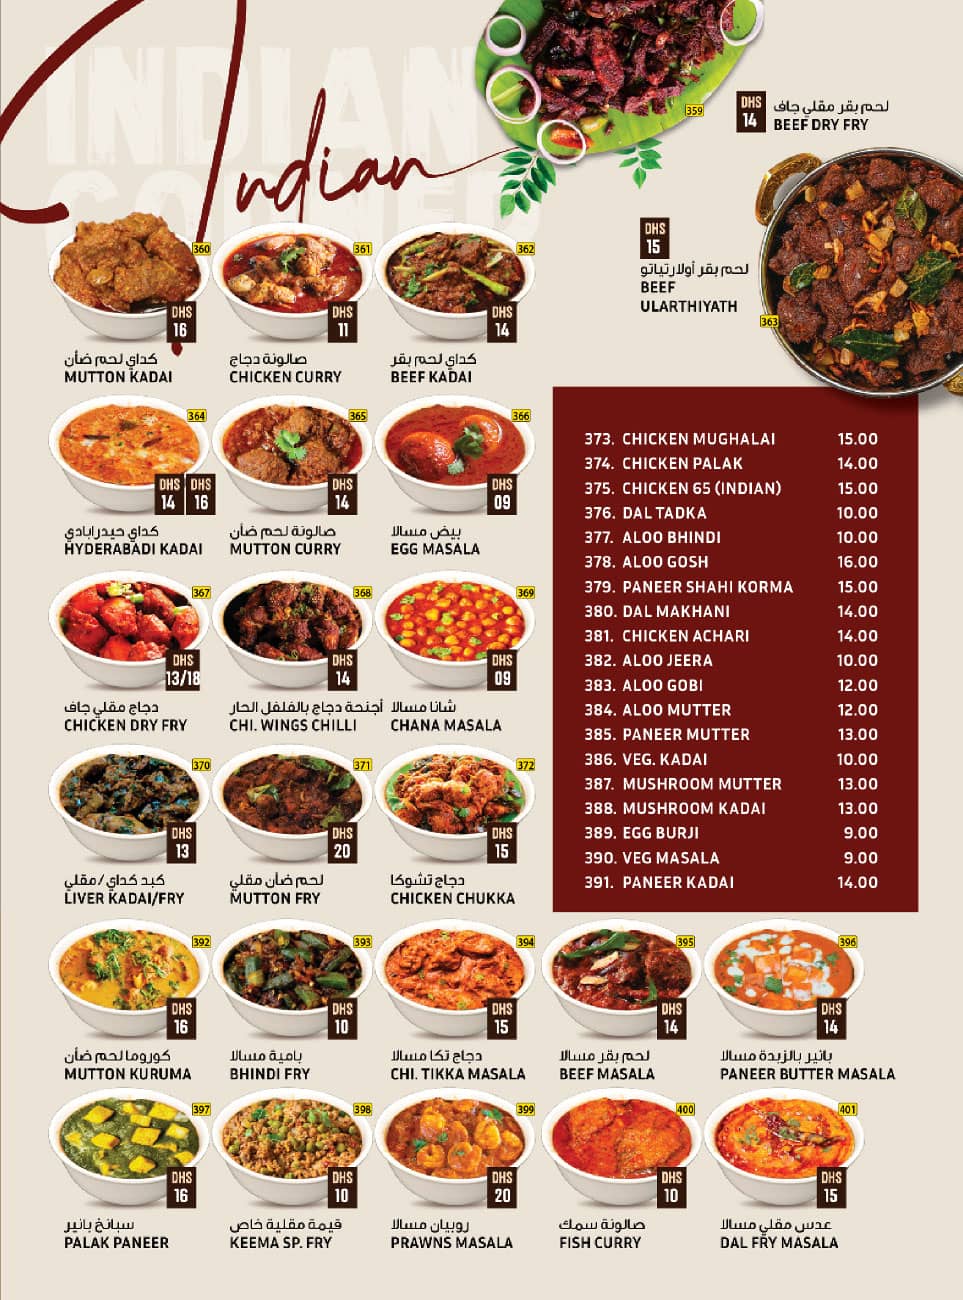 INDIAN
CORNER
Indian
359
DHS
14
لحم بقر مقلي جاف
BEEF DRY FRY
DHS
15
لحم بقر أولارتياتو
BEEF
ULARTHIYATH
363
360
DHS
16
كداي لحم ضأن
MUTTON KADAI
361
DHS
11
صالونة دجاج
CHICKEN CURRY
362
DHS
14
كداي لحم بقر
BEEF KADAI
364
DHS
14
DHS
16
كداي حيدرابادي
HYDERABADI KADAI
365
DHS
14
صالونة لحم ضأن
MUTTON CURRY
366
DHS
09
بيض مسالا
EGG MASALA
367
DHS
13/18
دجاج مقلي جاف
CHICKEN DRY FRY
368
DHS
14
أجنحة دجاج بالفلفل الحار
CHI. WINGS CHILLI
369
DHS
09
شانا مسالا
CHANA MASALA
370
DHS
13
كبد كداي/مقلي
LIVER KADAI/FRY
371
DHS
20
لحم ضأن مقلي
MUTTON FRY
372
DHS
15
دجاج تشوكا
CHICKEN CHUKKA
373. CHICKEN MUGHALAI 15.00
374. CHICKEN PALAK 14.00
375. CHICKEN 65 (INDIAN) 15.00
376. DAL TADKA 10.00
377. ALOO BHINDI 10.00
378. ALOO GOSH 16.00
379. PANEER SHAHI KORMA 15.00
380. DAL MAKHANI 14.00
381. CHICKEN ACHARI 14.00
382. ALOO JEERA 10.00
383. ALOO GOBI 12.00
384. ALOO MUTTER 12.00
385. PANEER MUTTER 13.00
386. VEG. KADAI 10.00
387. MUSHROOM MUTTER 13.00
388. MUSHROOM KADAI 13.00
389. EGG BURJI 9.00
390. VEG MASALA 9.00
391. PANEER KADAI 14.00
392
DHS
16
كوروما لحم ضأن
MUTTON KURUMA
393
DHS
10
بامية مسالا
BHINDI FRY
394
DHS
15
دجاج تكا مسالا
CHI. TIKKA MASALA
395
DHS
14
لحم بقر مسالا
BEEF MASALA
396
DHS
14
بانير بالزبدة مسالا
PANEER BUTTER MASALA
397
DHS
16
سبانخ بانير
PALAK PANEER
398
DHS
10
قيمة مقلية خاص
KEEMA SP. FRY
399
DHS
20
روبيان مسالا
PRAWNS MASALA
400
DHS
10
صالونة سمك
FISH CURRY
401
DHS
15
عدس مقلي مسالا
DAL FRY MASALA